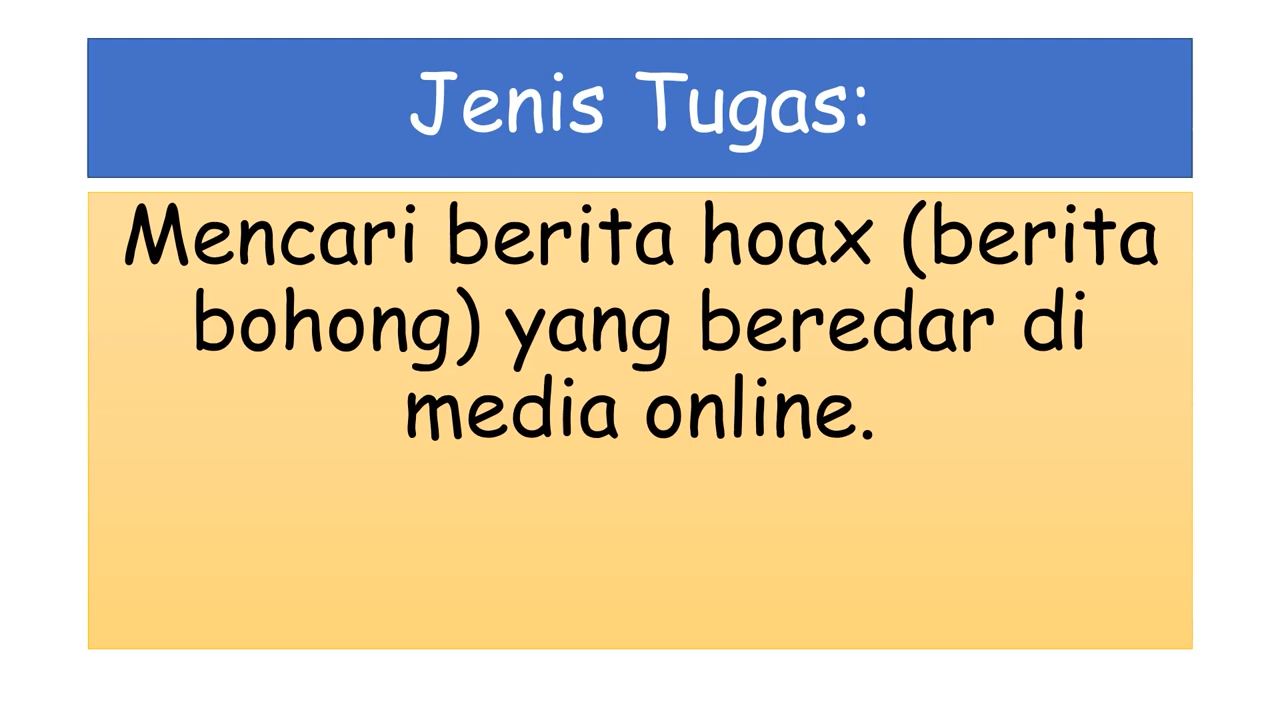 Jenis Tugas:
Mencari berita hoax (berita
bohong) yang beredar di
media online.